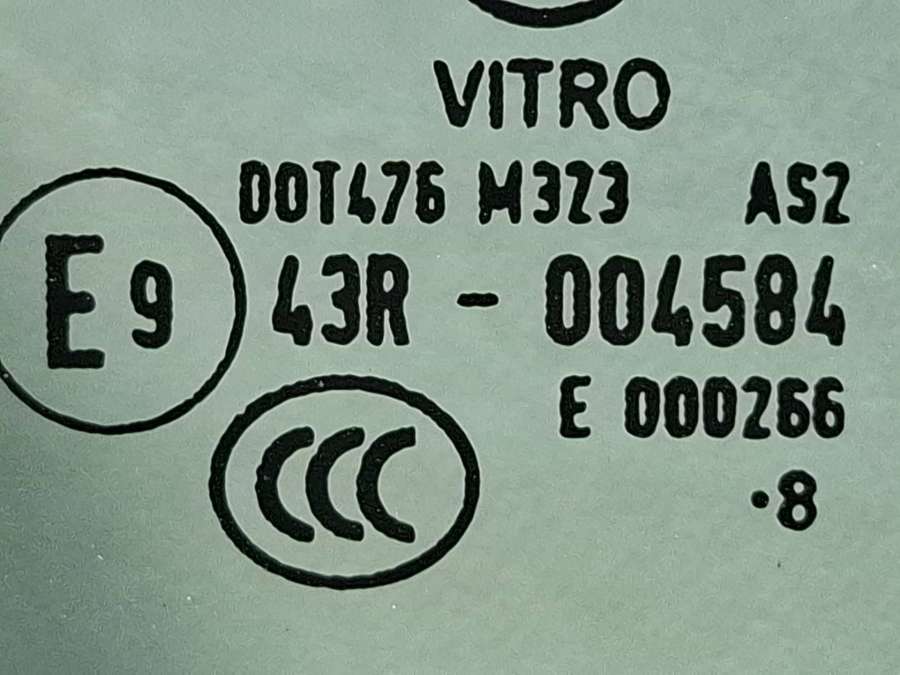 VITRO
DOT476 M323 AS2
E9
43R - 004584
E 000266
CCC
·8